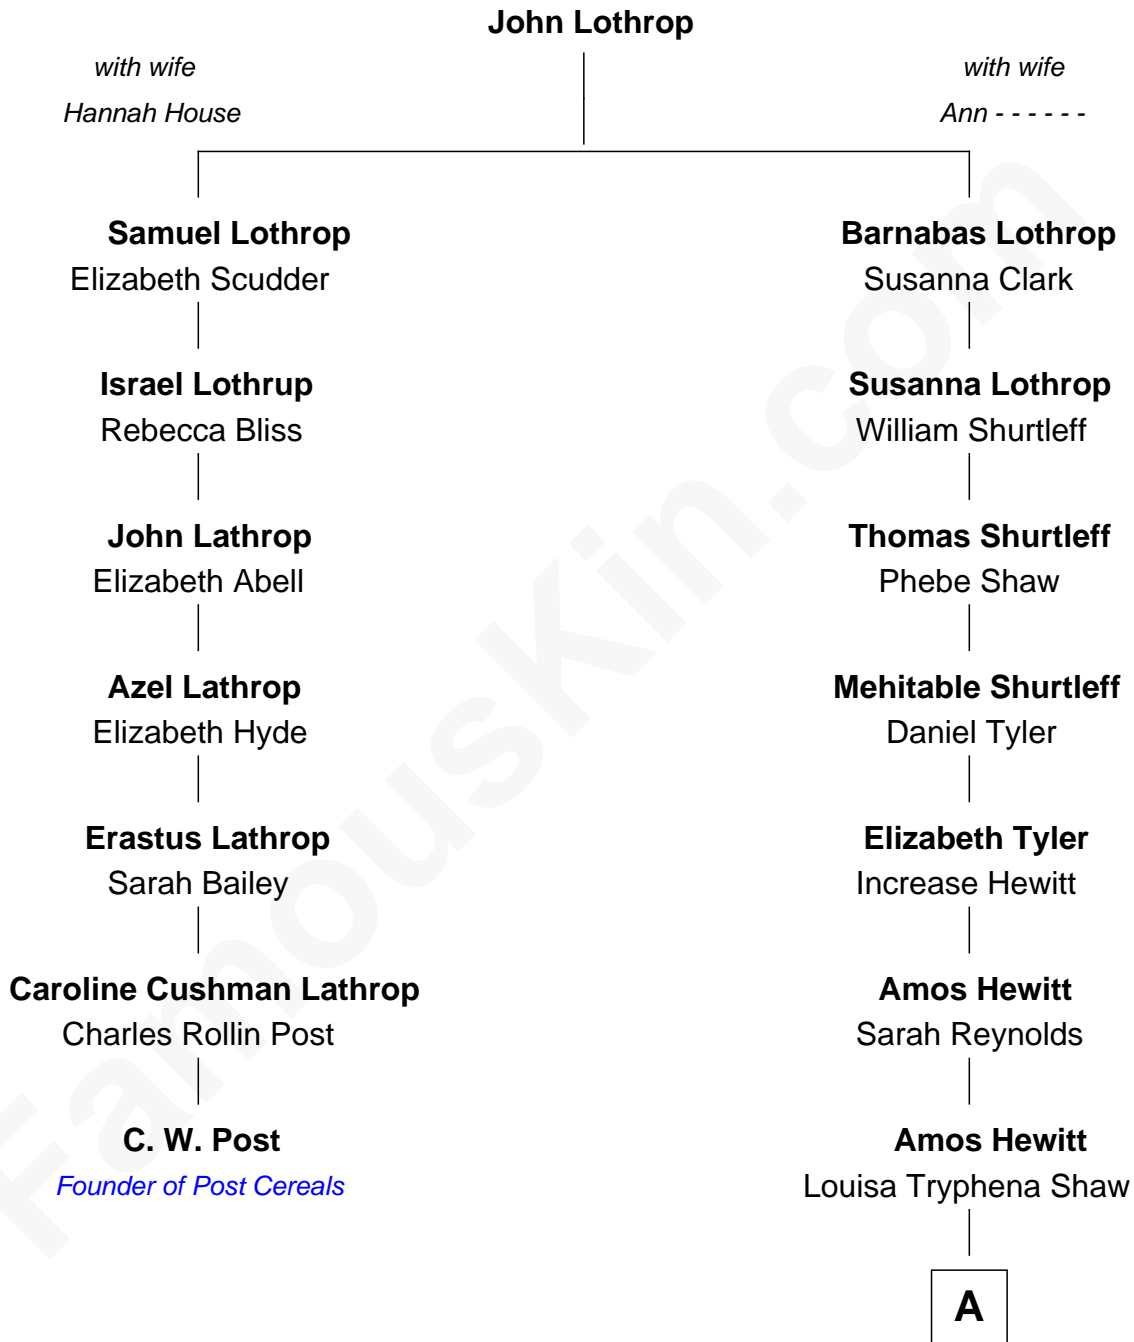 John Lothrop
with wife
Hannah House
with wife
Ann - - - - - -
Samuel Lothrop
Elizabeth Scudder
Barnabas Lothrop
Susanna Clark
Israel Lothrup
Rebecca Bliss
Susanna Lothrop
William Shurtleff
John Lathrop
Elizabeth Abell
Thomas Shurtleff
Phebe Shaw
Azel Lathrop
Elizabeth Hyde
Mehitable Shurtleff
Daniel Tyler
Erastus Lathrop
Sarah Bailey
Elizabeth Tyler
Increase Hewitt
Caroline Cushman Lathrop
Charles Rollin Post
Amos Hewitt
Sarah Reynolds
C. W. Post
Founder of Post Cereals
Amos Hewitt
Louisa Tryphena Shaw
A
FamousKin.com